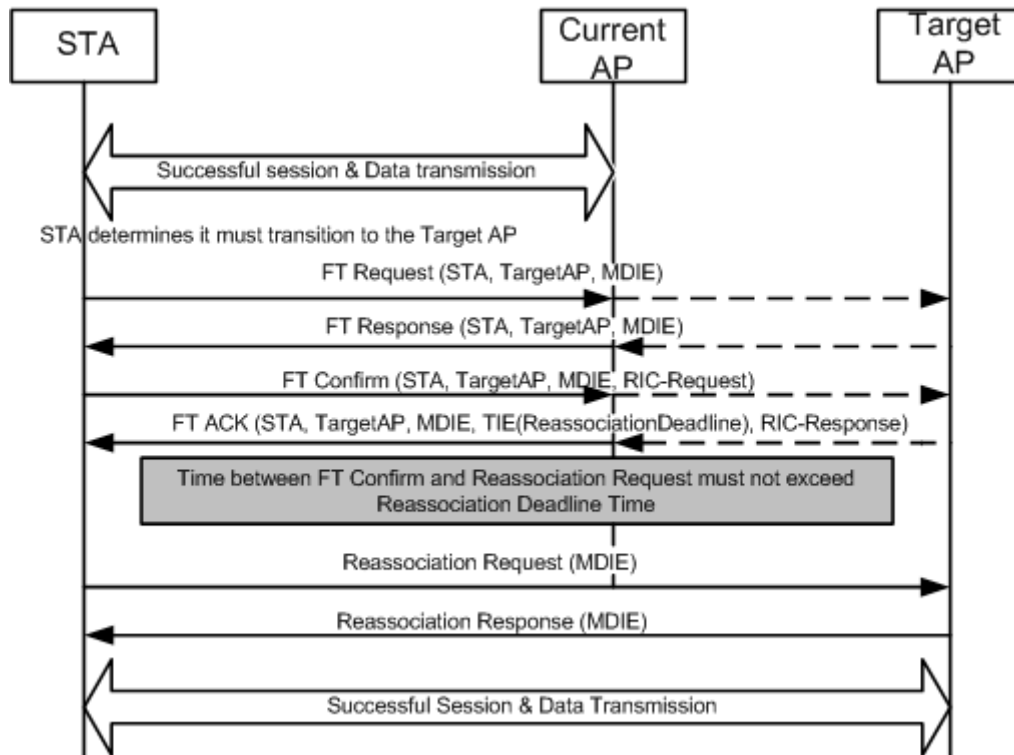 STA
Current
AP
Target
AP
Successful session & Data transmission
STA determines it must transition to the Target AP
FT Request (STA, TargetAP, MDIE)
FT Response (STA, TargetAP, MDIE)
FT Confirm (STA, TargetAP, MDIE, RIC-Request)
FT ACK (STA, TargetAP, MDIE, TIE(ReassociationDeadline), RIC-Response)
Time between FT Confirm and Reassociation Request must not exceed
Reassociation Deadline Time
Reassociation Request (MDIE)
Reassociation Response (MDIE)
Successful Session & Data Transmission